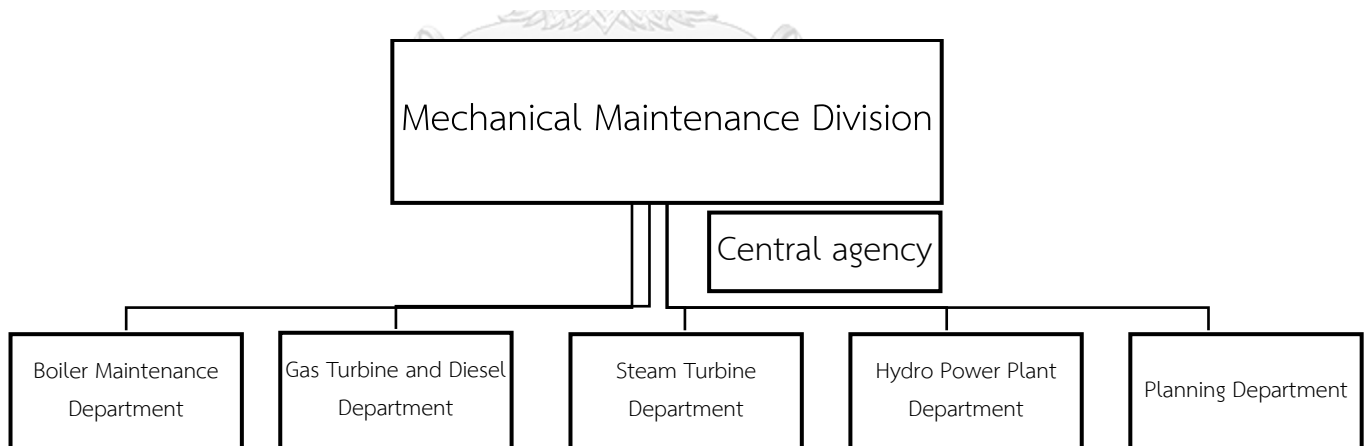 Mechanical Maintenance Division
Central agency
Boiler Maintenance
Department
Gas Turbine and Diesel
Department
Steam Turbine
Department
Hydro Power Plant
Department
Planning Department